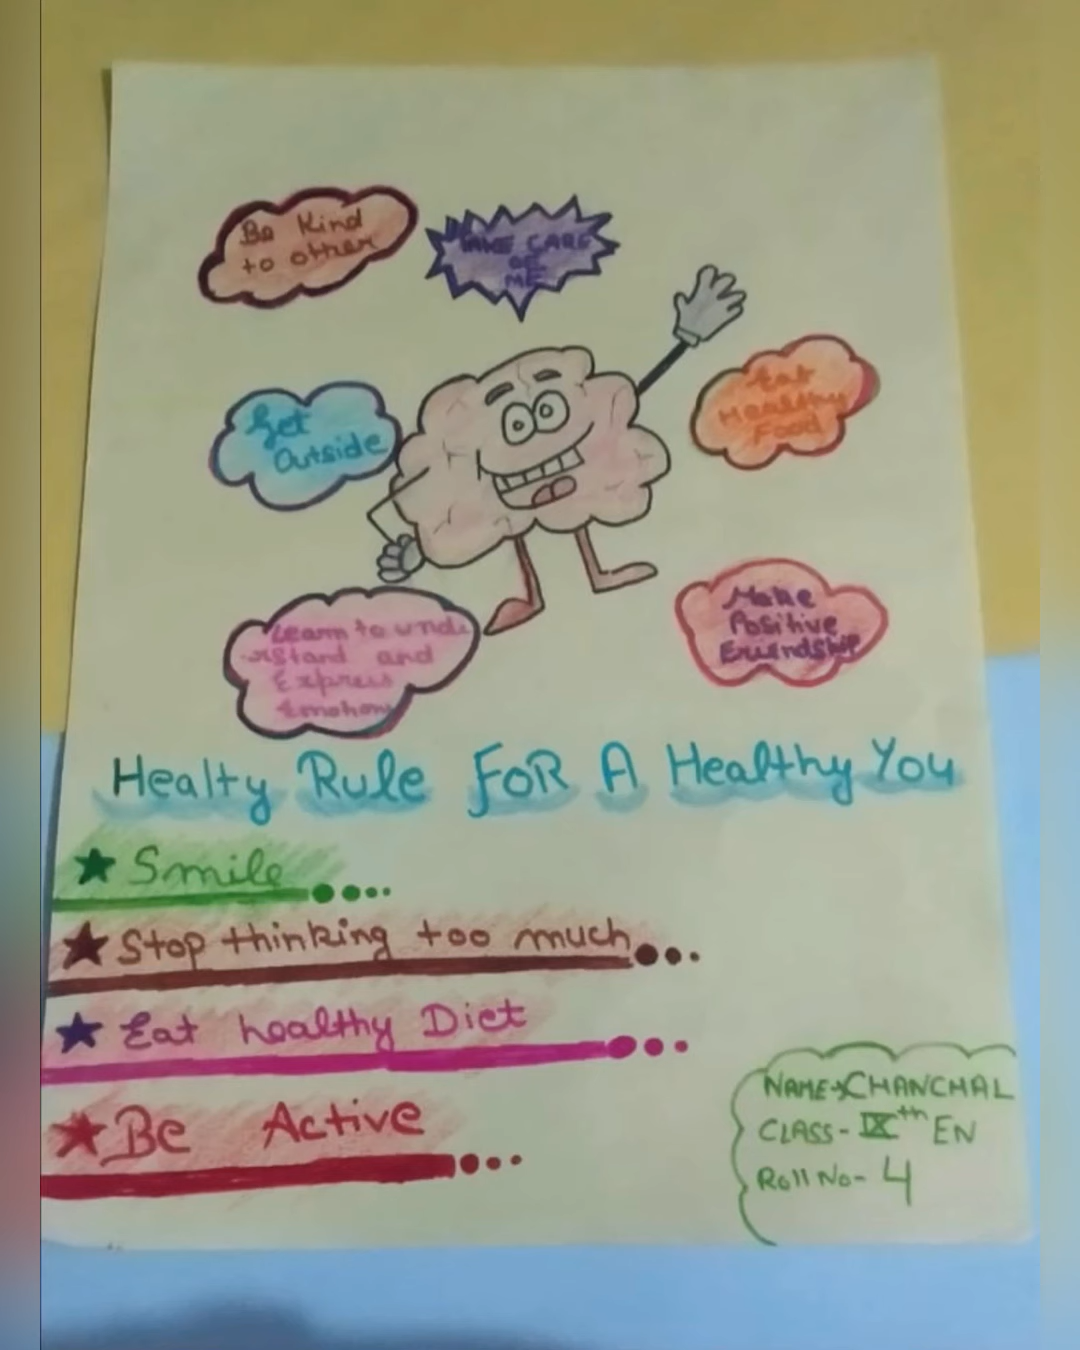 Be Kind
to other
TAKE CARE
OF
ME
Get
Outside
Eat
Healthy
Food
Learn to unde
rstand and
Express
Emotion
Make
Positive
Friendship
Healty Rule FOR A Healthy You
Smile
Stop thinking too much
Eat healthy Diet
Be Active
NAME→CHANCHAL
CLASS- IXth EN
Roll No- 4